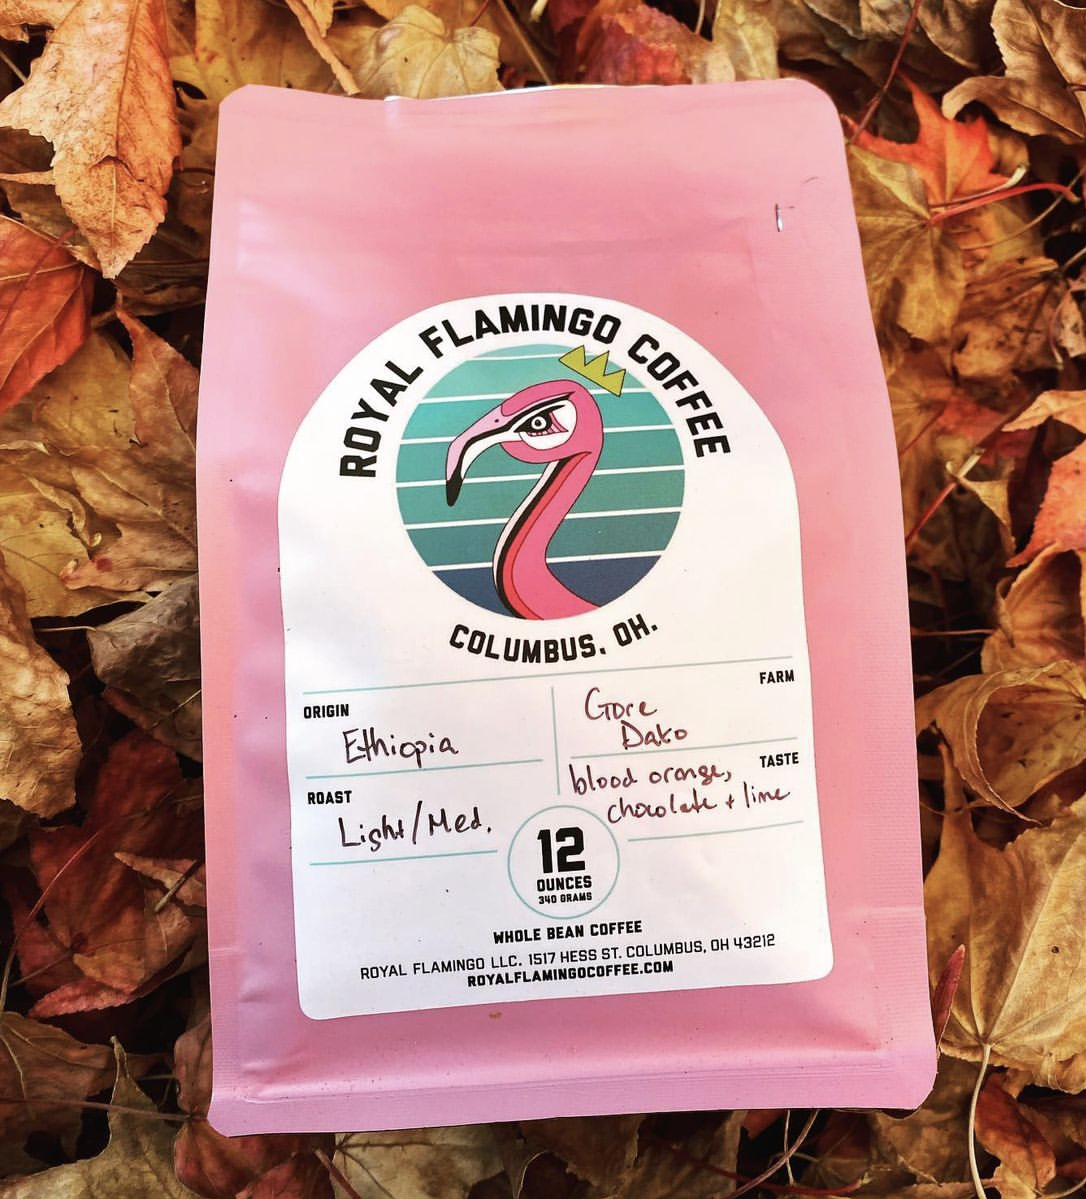 ROYAL FLAMINGO COFFEE
COLUMBUS, OH.
ORIGIN
Ethiopia
FARM
Gore
Dako
ROAST
Light/Med.
TASTE
blood orange,
chocolate + lime
12
OUNCES
340 GRAMS
WHOLE BEAN COFFEE
ROYAL FLAMINGO LLC. 1517 HESS ST. COLUMBUS, OH 43212
ROYALFLAMINGOCOFFEE.COM